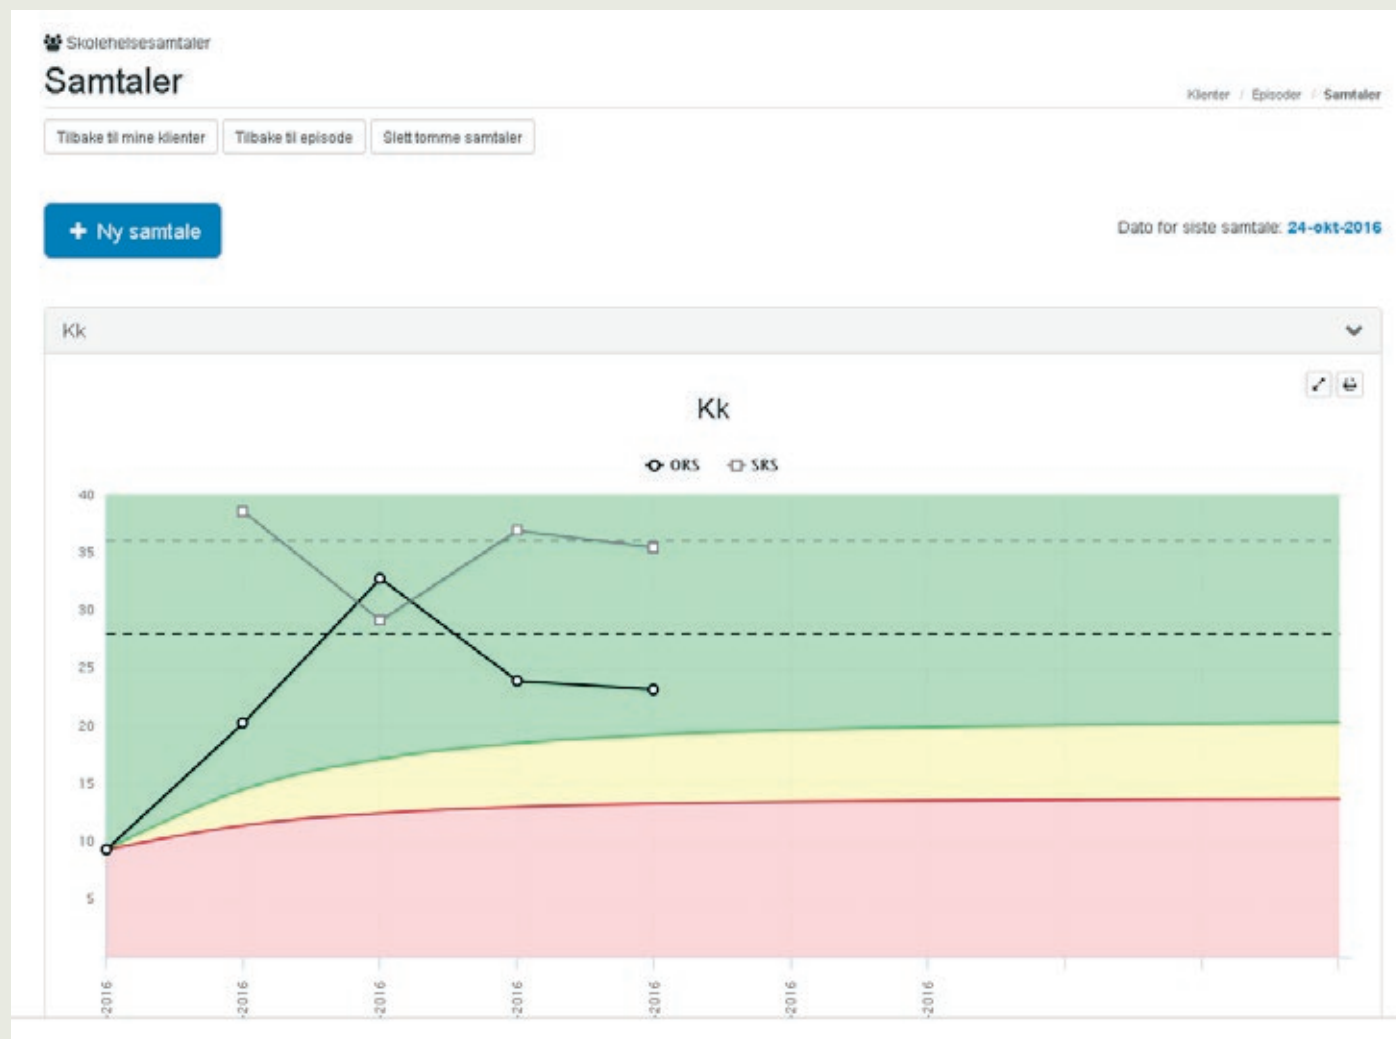 Skolehelsesamtaler
Samtaler
Klienter / Episoder / Samtaler
Tilbake til mine klienter
Tilbake til episode
Slett tomme samtaler
+ Ny samtale
Dato for siste samtale: 24-okt-2016
Kk
Kk
ORS SRS
40
35
30
25
20
15
10
5
-2016
-2016
-2016
-2016
-2016
-2016
-2016